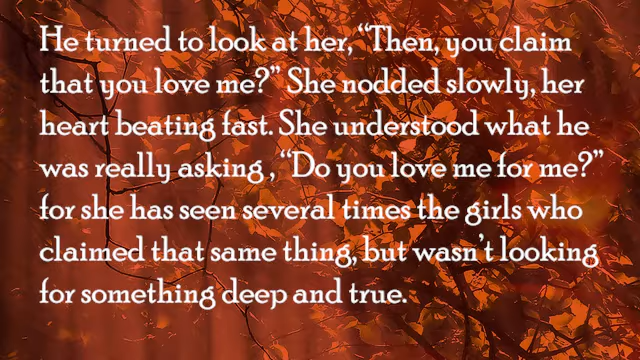 He turned to look at her, “Then, you claim
that you love me?” She nodded slowly, her
heart beating fast. She understood what he
was really asking , “Do you love me for me?”
for she has seen several times the girls who
claimed that same thing, but wasn’t looking
for something deep and true.